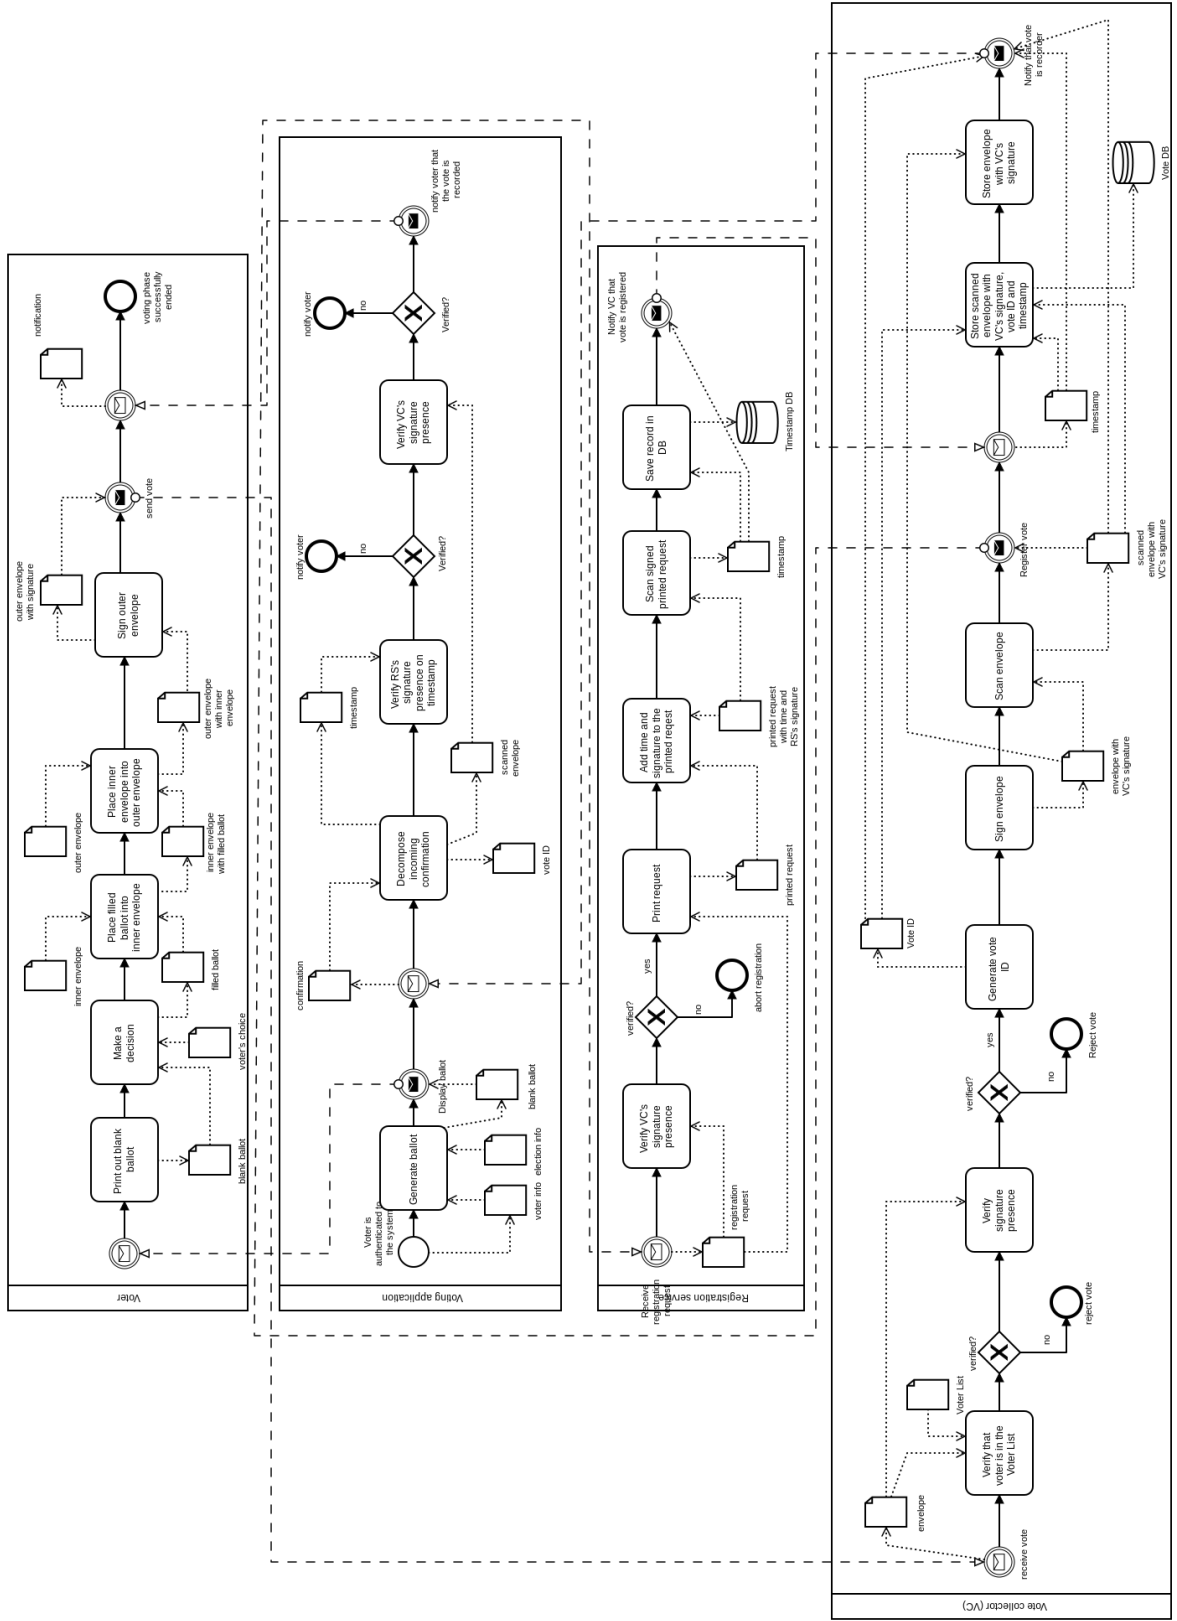 Voter
Print out blank
ballot
blank ballot
voter's choice
Make a
decision
filled ballot
inner envelope
Place filled
ballot into
inner envelope
inner envelope
with filled ballot
outer envelope
Place inner
envelope into
outer envelope
outer envelope
with inner
envelope
Sign outer
envelope
outer envelope
with signature
send vote
notification
voting phase
successfully
ended
Voting application
Voter is
authenticated to
the system
voter info
election info
Generate ballot
blank ballot
Display ballot
confirmation
Decompose
incoming
confirmation
vote ID
scanned
envelope
timestamp
Verify RS's
signature
presence on
timestamp
Verified?
no
notify voter
Verify VC's
signature
presence
Verified?
no
notify voter
notify voter that
the vote is
recorded
Registration service
Receive
registration
request
registration
request
Verify VC's
signature
presence
verified?
no
abort registration
yes
Print request
printed request
Add time and
signature to the
printed reqest
printed request
with time and
RS's signature
Scan signed
printed request
timestamp
Save record in
DB
Timestamp DB
Notify VC that
vote is registered
Vote collector (VC)
receive vote
envelope
Verify that
voter is in the
Voter List
Voter List
verified?
no
reject vote
Verify
signature
presence
verified?
no
Reject vote
yes
Generate vote
ID
Vote ID
Sign envelope
envelope with
VC's signature
Scan envelope
scanned
envelope with
VC's signature
Register vote
timestamp
Store scanned
envelope with
VC's signature,
vote ID and
timestamp
Vote DB
Store envelope
with VC's
signature
Notify that vote
is recorder